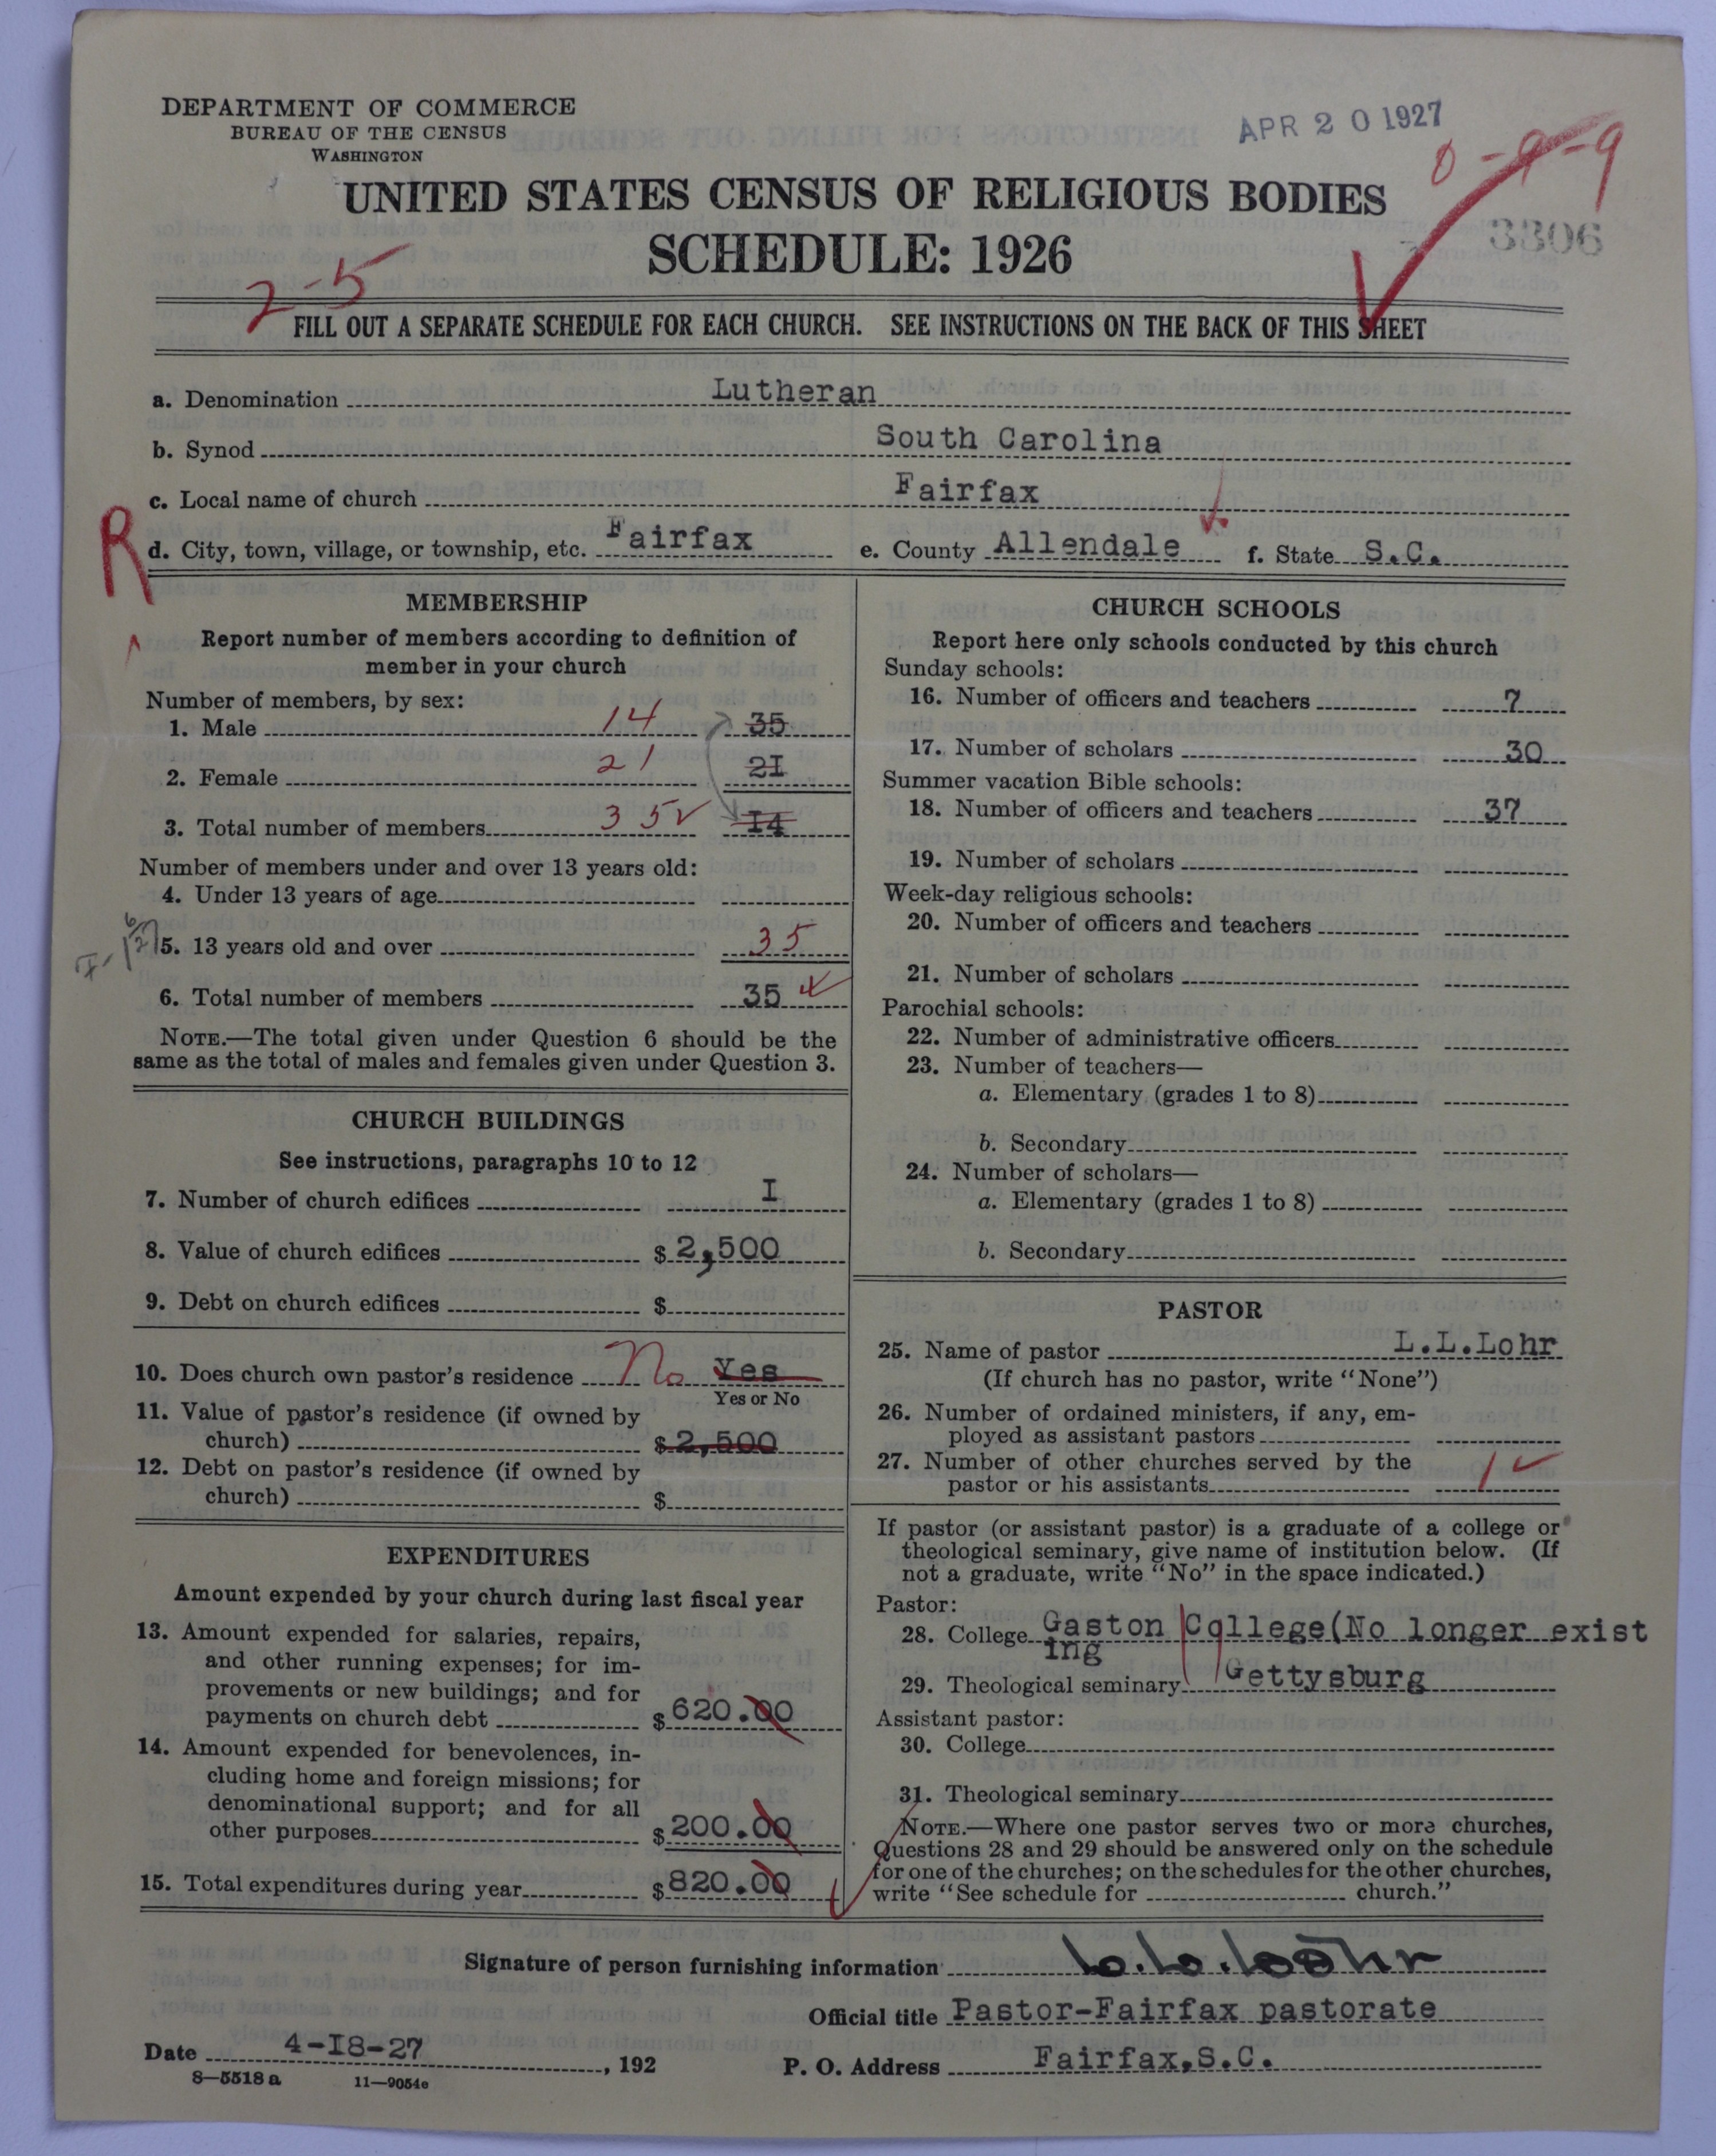 DEPARTMENT OF COMMERCE
BUREAU OF THE CENSUS
WASHINGTON
APR 20 1927
0-9-9
UNITED STATES CENSUS OF RELIGIOUS BODIES
SCHEDULE: 1926
3306
2-5
FILL OUT A SEPARATE SCHEDULE FOR EACH CHURCH. SEE INSTRUCTIONS ON THE BACK OF THIS SHEET
a. Denomination Lutheran
b. Synod South Carolina
c. Local name of church Fairfax
R
d. City, town, village, or township, etc. Fairfax e. County Allendale f. State S.C.
MEMBERSHIP
Report number of members according to definition of
member in your church
Number of members, by sex:
1. Male 14 35
2. Female 21 2I
3. Total number of members 35 I4
Number of members under and over 13 years old:
4. Under 13 years of age
5. 13 years old and over 35
6. Total number of members 35
NOTE.—The total given under Question 6 should be the
same as the total of males and females given under Question 3.
CHURCH BUILDINGS
See instructions, paragraphs 10 to 12
7. Number of church edifices I
8. Value of church edifices $2,500
9. Debt on church edifices $
10. Does church own pastor's residence No Yes
Yes or No
11. Value of pastor's residence (if owned by
church) $2,500
12. Debt on pastor's residence (if owned by
church) $
EXPENDITURES
Amount expended by your church during last fiscal year
13. Amount expended for salaries, repairs,
and other running expenses; for im-
provements or new buildings; and for
payments on church debt $620.00
14. Amount expended for benevolences, in-
cluding home and foreign missions; for
denominational support; and for all
other purposes $200.00
15. Total expenditures during year $820.00
CHURCH SCHOOLS
Report here only schools conducted by this church
Sunday schools:
16. Number of officers and teachers 7
17. Number of scholars 30
Summer vacation Bible schools:
18. Number of officers and teachers 37
19. Number of scholars
Week-day religious schools:
20. Number of officers and teachers
21. Number of scholars
Parochial schools:
22. Number of administrative officers
23. Number of teachers—
a. Elementary (grades 1 to 8)
b. Secondary
24. Number of scholars—
a. Elementary (grades 1 to 8)
b. Secondary
PASTOR
25. Name of pastor L.L.Lohr
(If church has no pastor, write "None")
26. Number of ordained ministers, if any, em-
ployed as assistant pastors
27. Number of other churches served by the
pastor or his assistants 1
If pastor (or assistant pastor) is a graduate of a college or
theological seminary, give name of institution below. (If
not a graduate, write "No" in the space indicated.)
Pastor:
28. College Gaston College(No longer exist
ing
29. Theological seminary Gettysburg
Assistant pastor:
30. College
31. Theological seminary
NOTE.—Where one pastor serves two or more churches,
Questions 28 and 29 should be answered only on the schedule
for one of the churches; on the schedules for the other churches,
write "See schedule for church."
Signature of person furnishing information L. L. Lohr
Official title Pastor-Fairfax pastorate
Date 4-I8-27, 192 P. O. Address Fairfax,S.C.
8—5518a 11—9054e